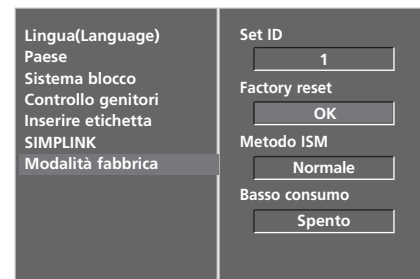 Lingua(Language)
Paese
Sistema blocco
Controllo genitori
Inserire etichetta
SIMPLINK
Modalità fabbrica
Set ID
1
Factory reset
OK
Metodo ISM
Normale
Basso consumo
Spento